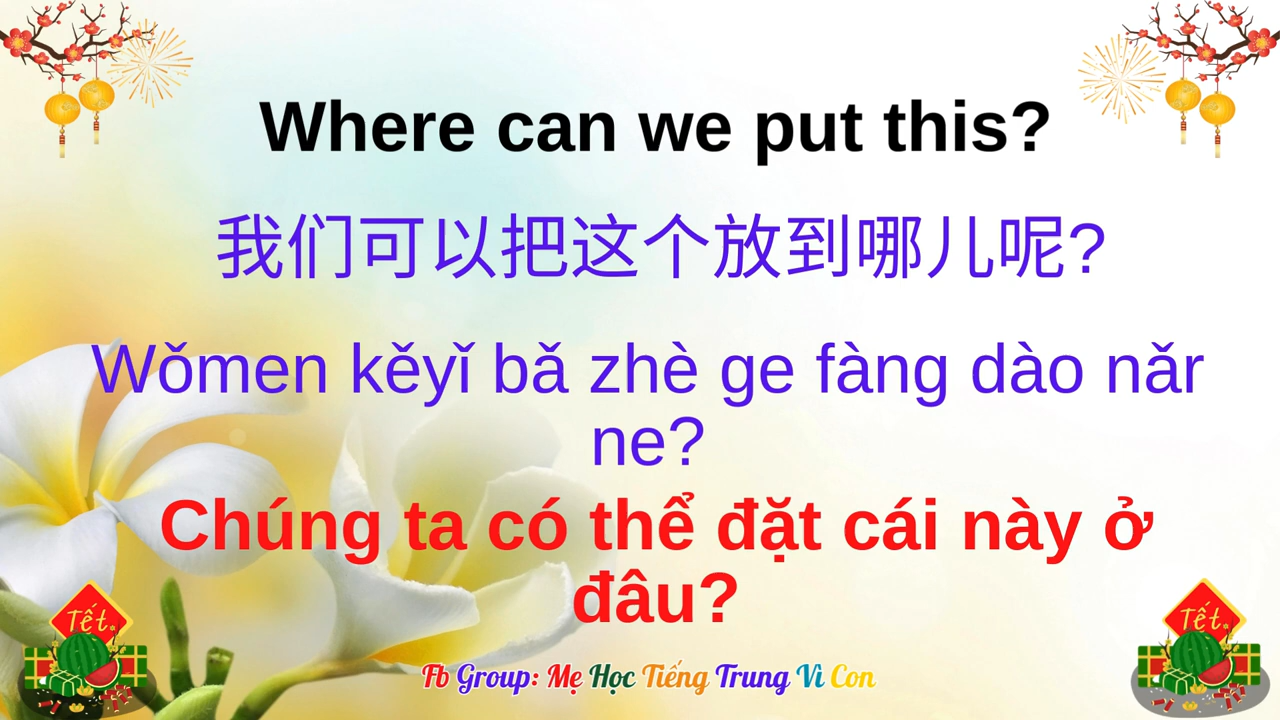 Where can we put this?
我们可以把这个放到哪儿呢?
Wǒmen kěyǐ bǎ zhè ge fàng dào nǎr
ne?
Chúng ta có thể đặt cái này ở
đâu?
Tết
Tết
Fb Group: Mẹ Học Tiếng Trung Vì Con